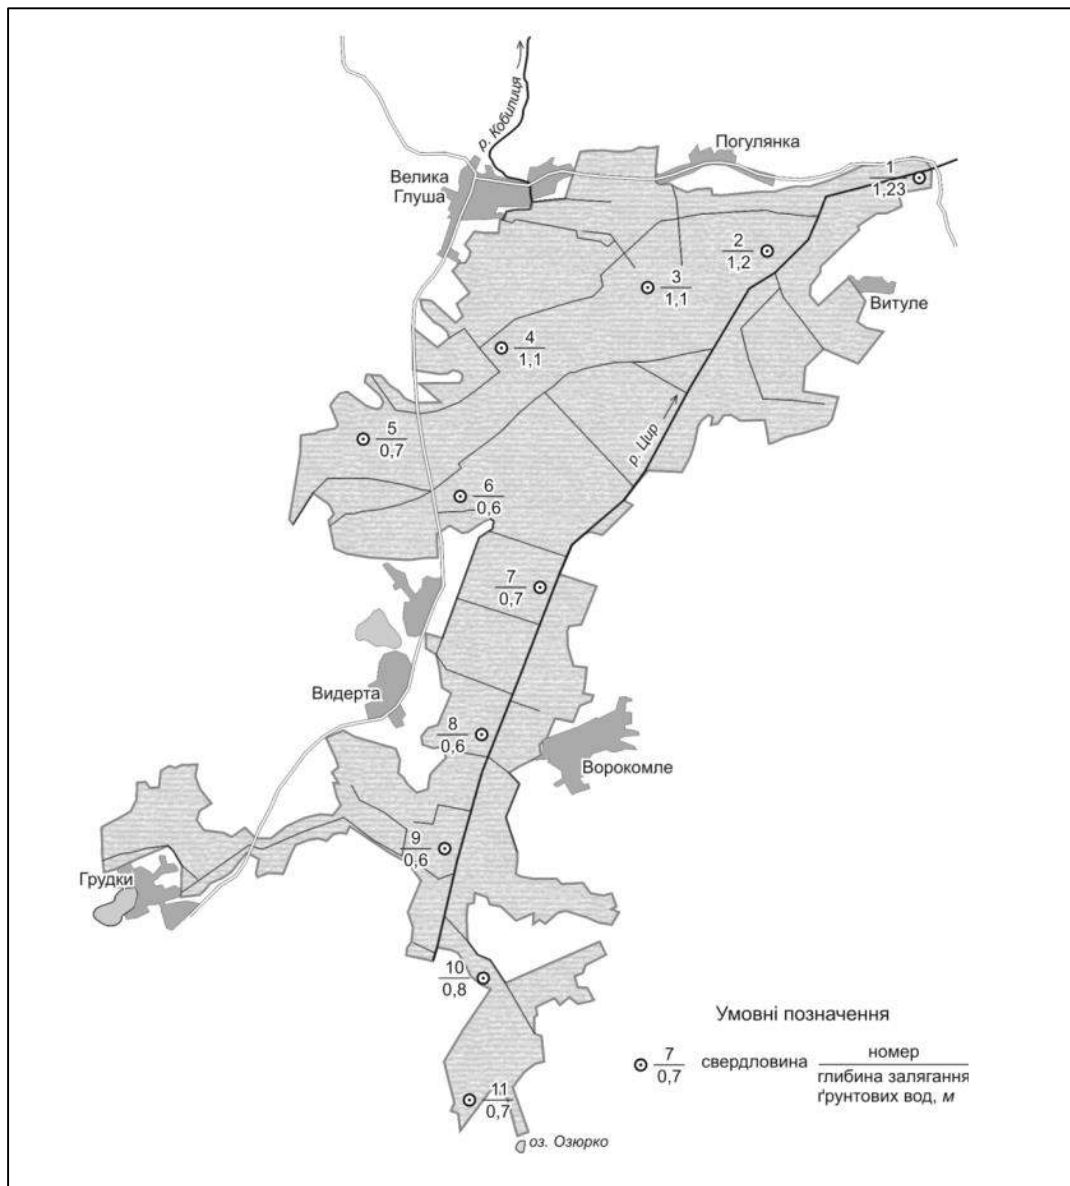 р. Кобилиця
Погулянка
Велика
Глуша
1
1,23
2
1,2
3
1,1
Витуле
4
1,1
5
0,7
р. Цир
6
0,6
7
0,7
Видерта
8
0,6
Ворокомле
9
0,6
Грудки
10
0,8
Умовні позначення
7
0,7
свердловина
номер
глибина залягання
ґрунтових вод, м
11
0,7
оз. Озюрко